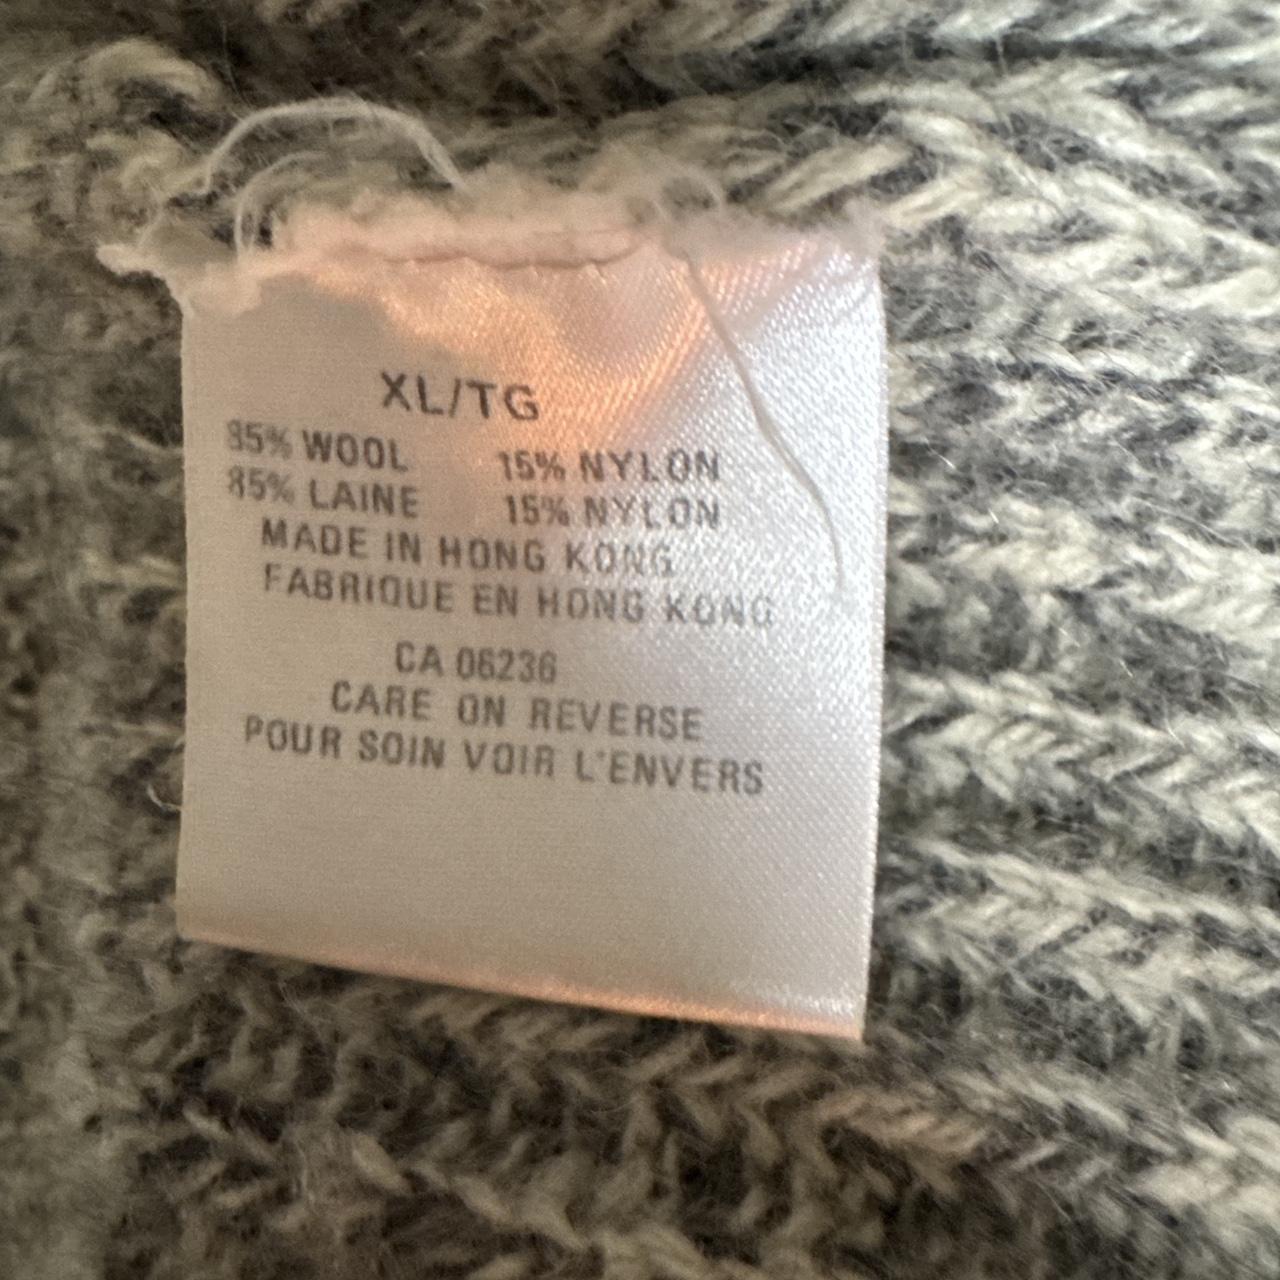 XL/TG
85% WOOL 15% NYLON
85% LAINE 15% NYLON
MADE IN HONG KONG
FABRIQUE EN HONG KONG
CA 06236
CARE ON REVERSE
POUR SOIN VOIR L'ENVERS